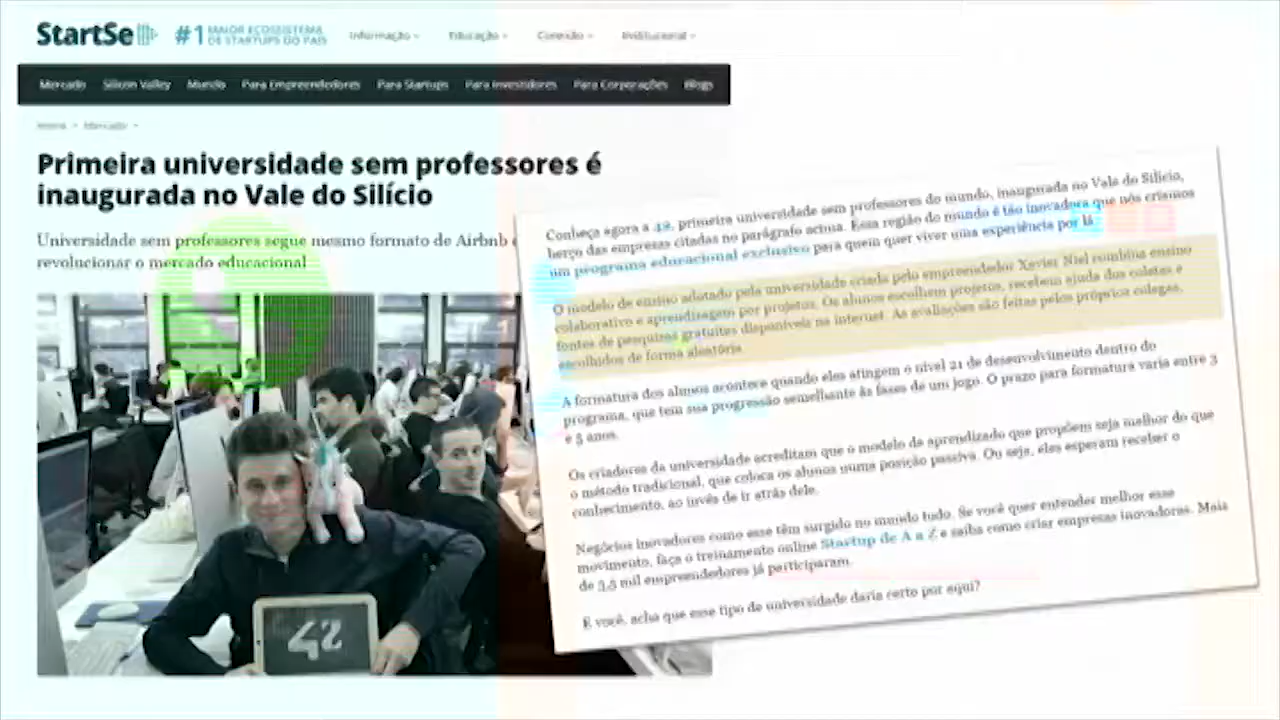 StartSe
#1 MAIOR ECOSSISTEMA
DE STARTUPS DO PAÍS
Informação
Educação
Conexão
Institucional
Mercado
Silicon Valley
Mundo
Para Empreendedores
Para Startups
Para Investidores
Para Corporações
Blogs
Home
Mercado
Primeira universidade sem professores é
inaugurada no Vale do Silício
Universidade sem professores segue mesmo formato de Airbnb
revolucionar o mercado educacional
42
Conheça agora a 42, primeira universidade sem professores do mundo, inaugurada no Vale do Silício,
berço das empresas citadas no parágrafo acima. Essa região do mundo é tão inovadora que nós criamos
um programa educacional exclusivo para quem quer viver uma experiência por lá
O modelo de ensino adotado pela universidade criada pelo empreendedor Xavier Niel combina ensino
colaborativo e aprendizagem por projetos. Os alunos escolhem projetos, recebem ajuda dos colegas e
fontes de pesquisas gratuitas disponíveis na internet. As avaliações são feitas pelos próprios colegas,
escolhidos de forma aleatória.
A formatura dos alunos acontece quando eles atingem o nível 21 de desenvolvimento dentro do
programa, que tem sua progressão semelhante às fases de um jogo. O prazo para formatura varia entre 3
e 5 anos.
Os criadores da universidade acreditam que o modelo de aprendizado que propõem seja melhor do que
o método tradicional, que coloca os alunos numa posição passiva. Ou seja, eles esperam receber o
conhecimento, ao invés de ir atrás dele.
Negócios inovadores como esse têm surgido no mundo tudo. Se você quer entender melhor esse
movimento, faça o treinamento online Startup de A a Z e saiba como criar empresas inovadoras. Mais
de 3,5 mil empreendedores já participaram.
E você, acha que esse tipo de universidade daria certo por aqui?